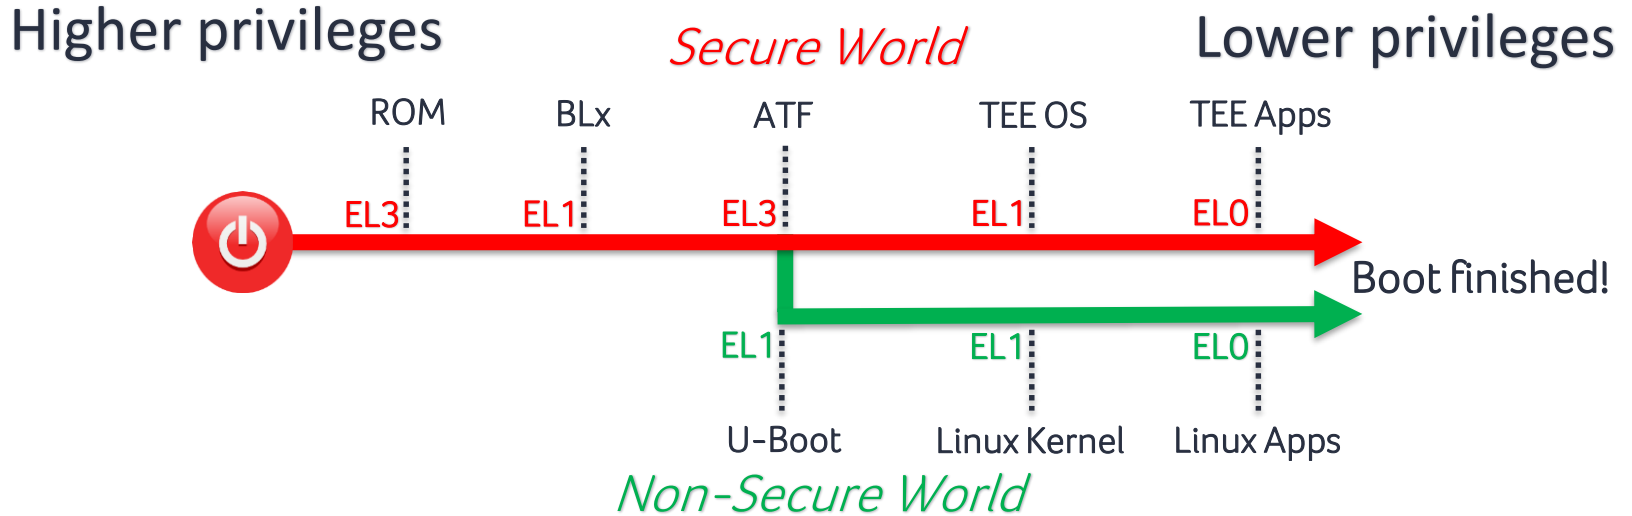 Higher privileges
Secure World
Lower privileges
ROM
BLx
ATF
TEE OS
TEE Apps
EL3
EL1
EL3
EL1
EL0
Boot finished!
EL1
EL1
EL0
U-Boot
Linux Kernel
Linux Apps
Non-Secure World